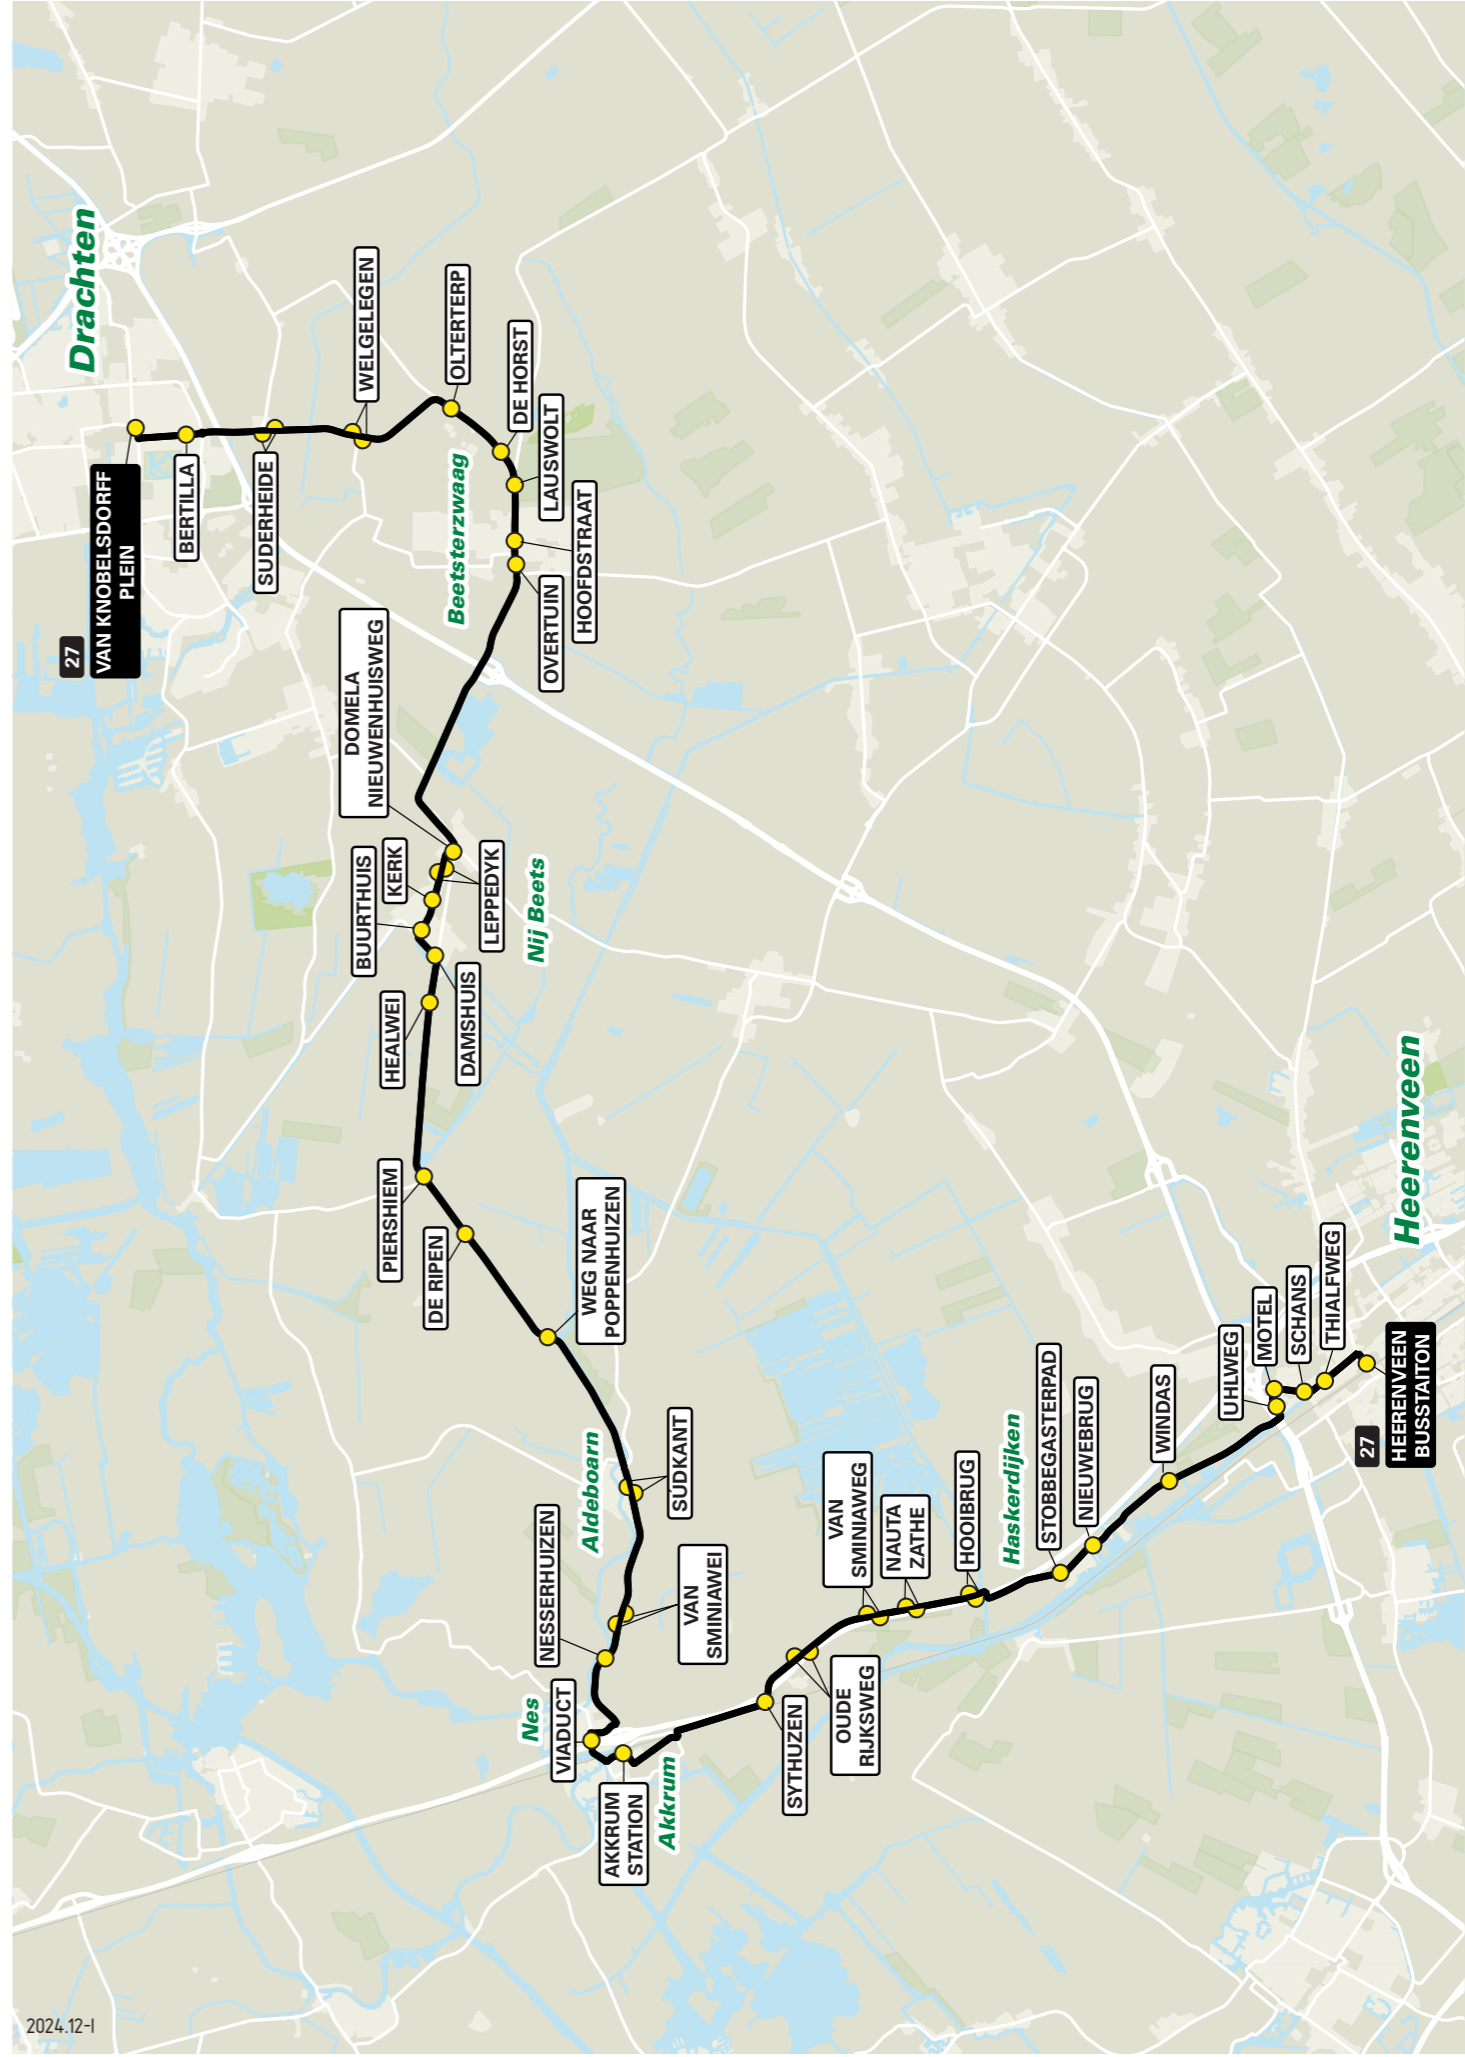 Drachten
27
VAN KNOBELSDORFF
PLEIN
BERTILLA
SUDERHEIDE
WELGELEGEN
OLTERTERP
DE HORST
LAUSWOLT
Beetsterzwaag
HOOFDSTRAAT
OVERTUIN
DOMELA
NIEUWENHUISWEG
LEPPEDYK
KERK
BUURTHUIS
Nij Beets
DAMSHUIS
HEALWEI
PIERSHIEM
DE RIPEN
WEG NAAR
POPPENHUIZEN
Aldeboarn
SUDKANT
VAN
SMINIAWEI
NESSERHUIZEN
Nes
VIADUCT
AKKRUM
STATION
Akkrum
SYTHUZEN
OUDE
RIJKSWEG
VAN
SMINIAWEG
NAUTA
ZATHE
HOOIBRUG
Haskerdijken
STOBBEGASTERPAD
NIEUWEBRUG
WINDAS
UHLWEG
MOTEL
SCHANS
THIALFWEG
Heerenveen
27
HEERENVEEN
BUSSTAITON
2024.12-I